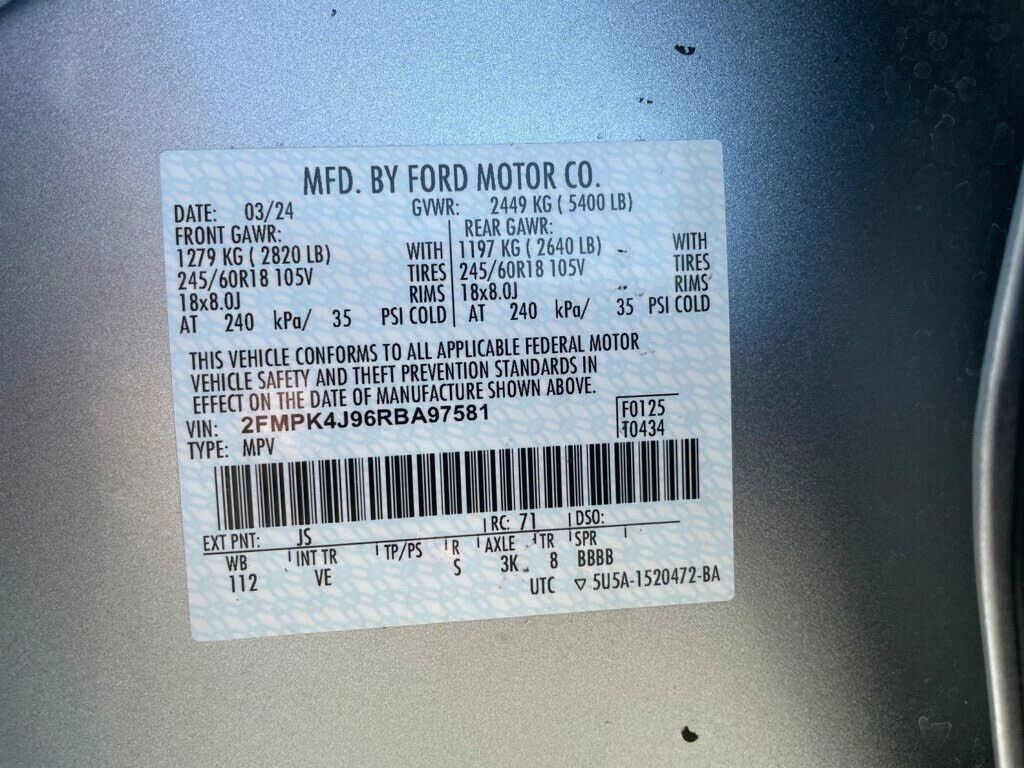 MFD. BY FORD MOTOR CO.
DATE: 03/24 GVWR: 2449 KG ( 5400 LB)
FRONT GAWR: REAR GAWR:
1279 KG ( 2820 LB) WITH 1197 KG ( 2640 LB) WITH
245/60R18 105V TIRES 245/60R18 105V TIRES
18x8.0J RIMS 18x8.0J RIMS
AT 240 kPa/ 35 PSI COLD AT 240 kPa/ 35 PSI COLD
THIS VEHICLE CONFORMS TO ALL APPLICABLE FEDERAL MOTOR
VEHICLE SAFETY AND THEFT PREVENTION STANDARDS IN
EFFECT ON THE DATE OF MANUFACTURE SHOWN ABOVE.
VIN: 2FMPK4J96RBA97581 F0125
TYPE: MPV T0434
EXT PNT: JS RC: 71 DSO:
WB INT TR TP/PS R AXLE TR SPR
112 VE S 3K 8 BBBB
UTC ▽ 5U5A-1520472-BA